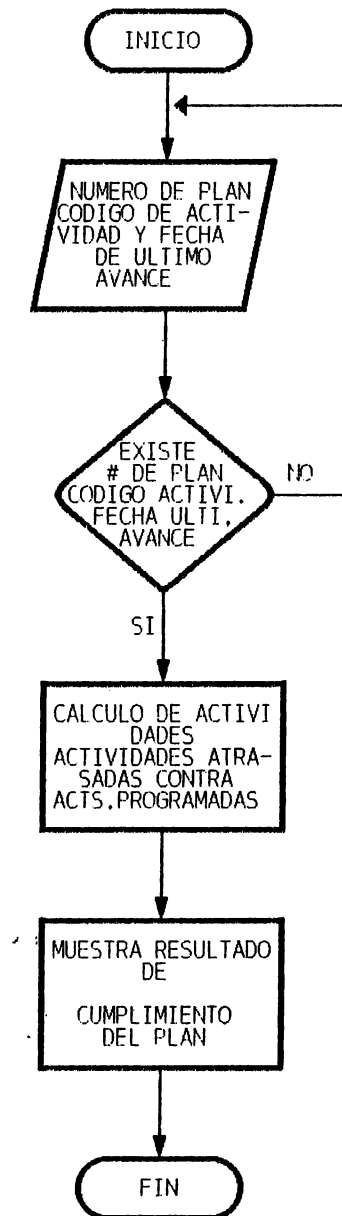 INICIO
NUMERO DE PLAN
CODIGO DE ACTI-
VIDAD Y FECHA
DE ULTIMO
AVANCE
EXISTE
# DE PLAN
CODIGO ACTIVI.
FECHA ULTI,
AVANCE
NO
SI
CALCULO DE ACTIVI
DADES
ACTIVIDADES ATRA-
SADAS CONTRA
ACTS.PROGRAMADAS
MUESTRA RESULTADO
DE
CUMPLIMIENTO
DEL PLAN
FIN